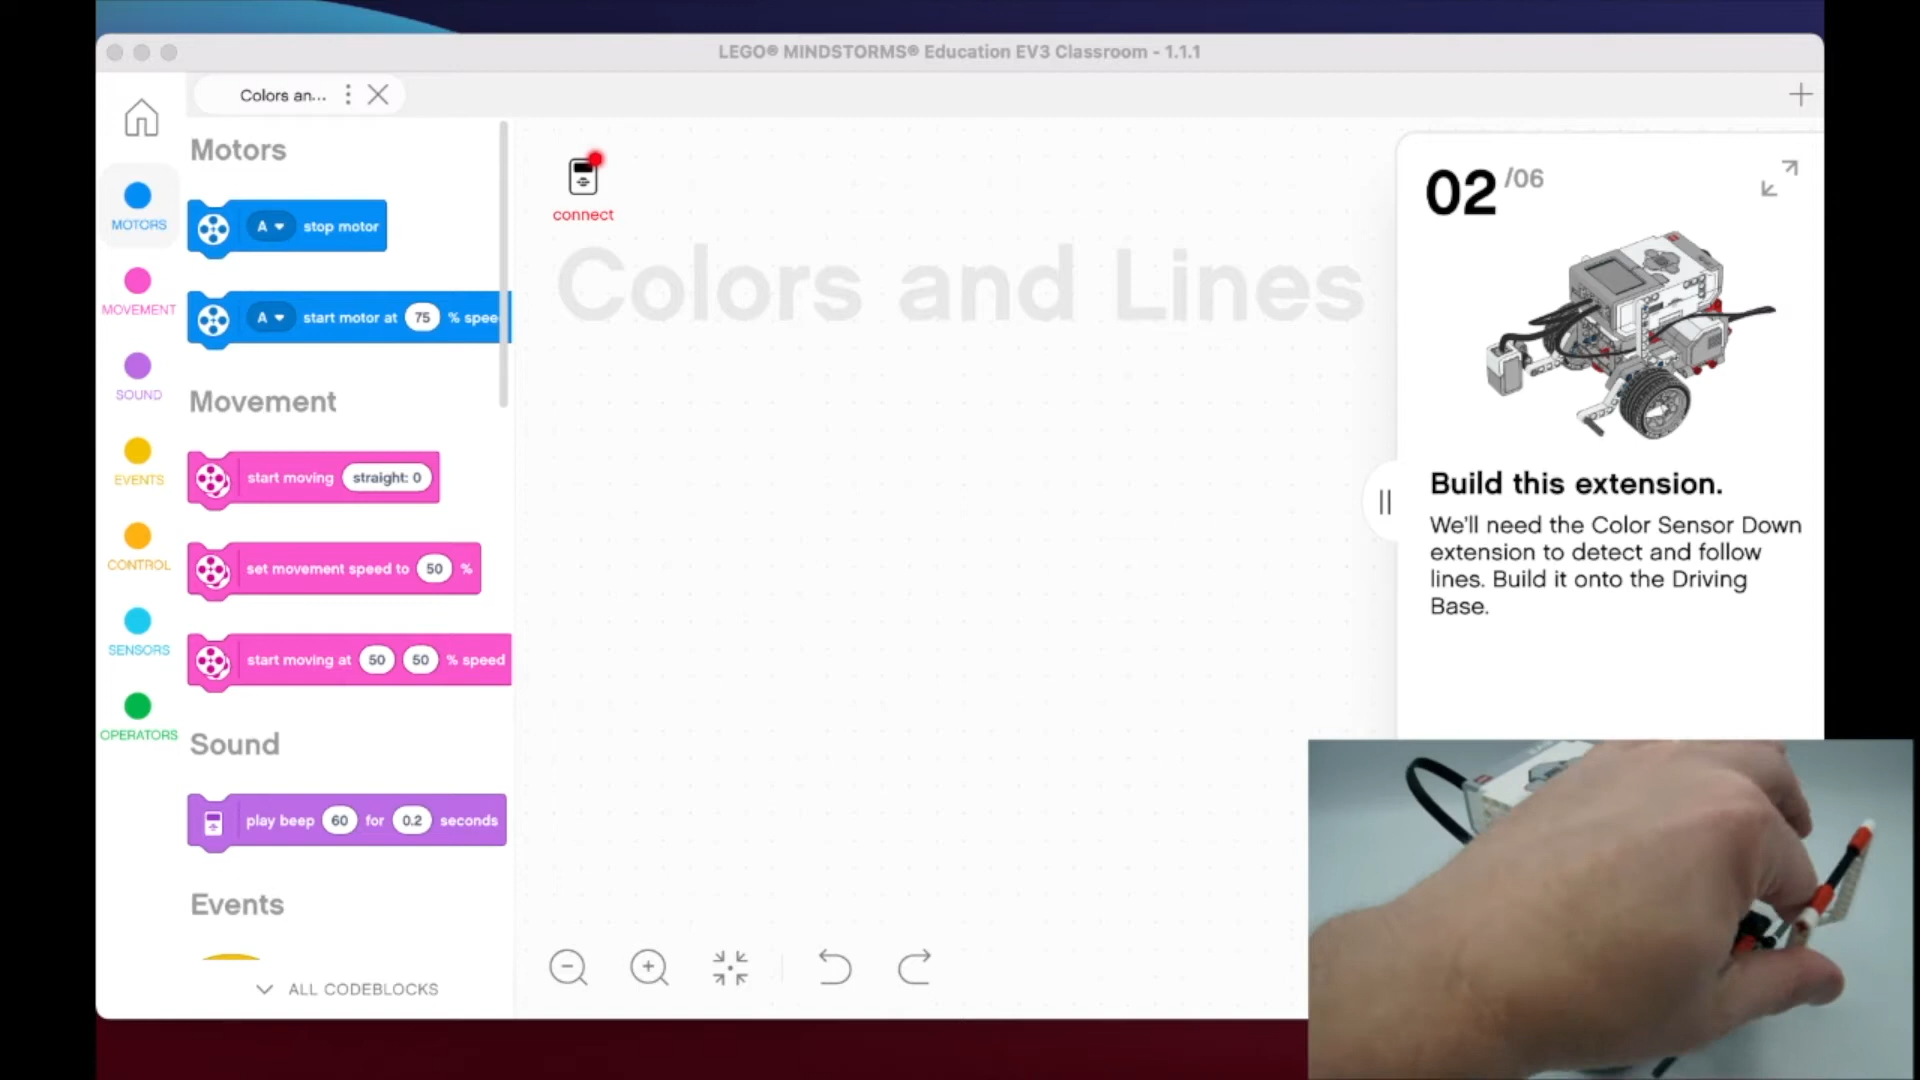 LEGO® MINDSTORMS® Education EV3 Classroom - 1.1.1
Colors an...
MOTORS
MOVEMENT
SOUND
EVENTS
CONTROL
SENSORS
OPERATORS
Motors
A stop motor
A start motor at 75 % spee
Movement
start moving straight: 0
set movement speed to 50 %
start moving at 50 50 % speed
Sound
play beep 60 for 0.2 seconds
Events
ALL CODEBLOCKS
connect
Colors and Lines
02 /06
Build this extension.
We'll need the Color Sensor Down
extension to detect and follow
lines. Build it onto the Driving
Base.